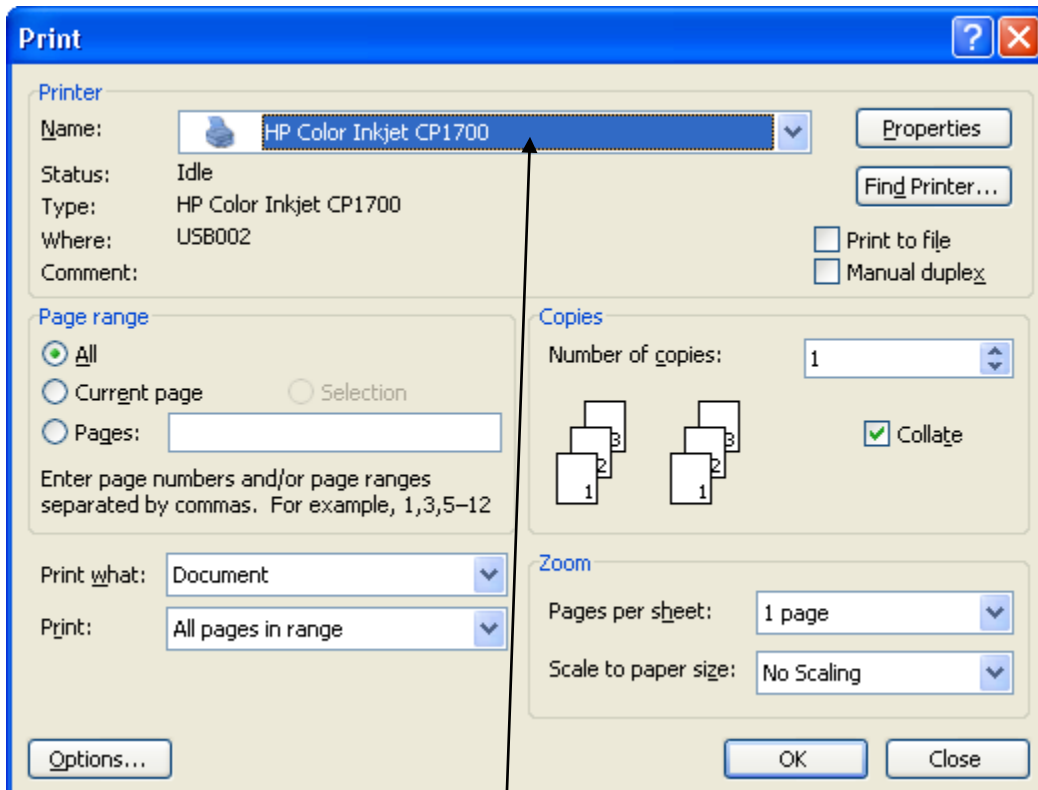 Print
Printer
Name:
HP Color Inkjet CP1700
Properties
Status:
Idle
Find Printer...
Type:
HP Color Inkjet CP1700
Where:
USB002
Print to file
Comment:
Manual duplex
Page range
All
Current page
Selection
Pages:
Enter page numbers and/or page ranges
separated by commas. For example, 1,3,5–12
Copies
Number of copies:
1
3
2
1
3
2
1
Collate
Print what:
Document
Print:
All pages in range
Zoom
Pages per sheet:
1 page
Scale to paper size:
No Scaling
Options...
OK
Close